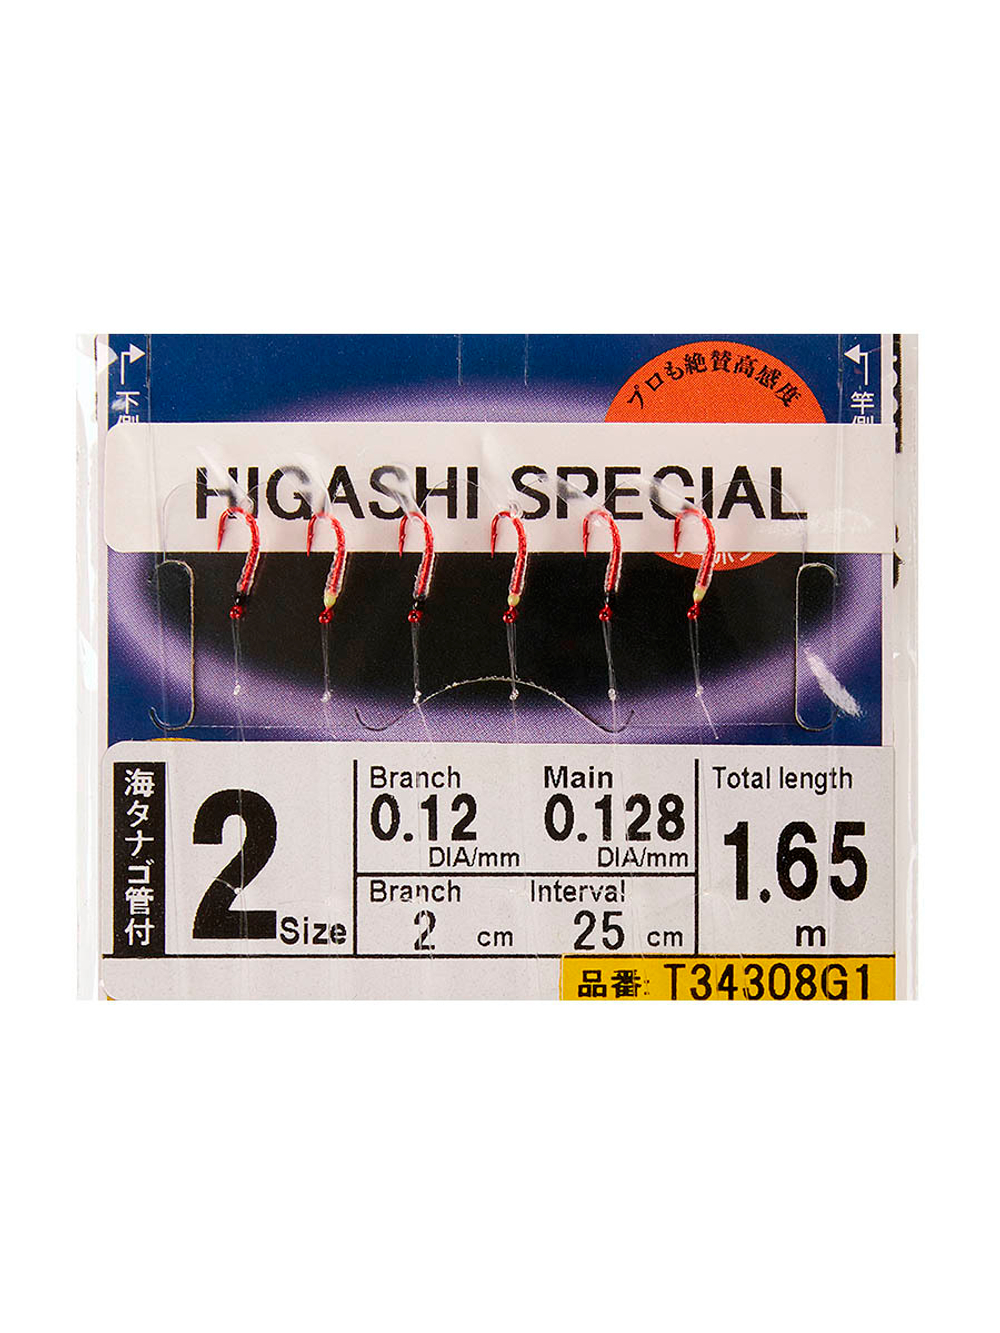 プロも絶賛高感度
下側
竿側
HIGASHI SPECIAL
海タナゴ管付
2 Size
Branch
0.12
DIA/mm
Main
0.128
DIA/mm
Branch
2 cm
Interval
25 cm
Total length
1.65
m
品番: T34308G1